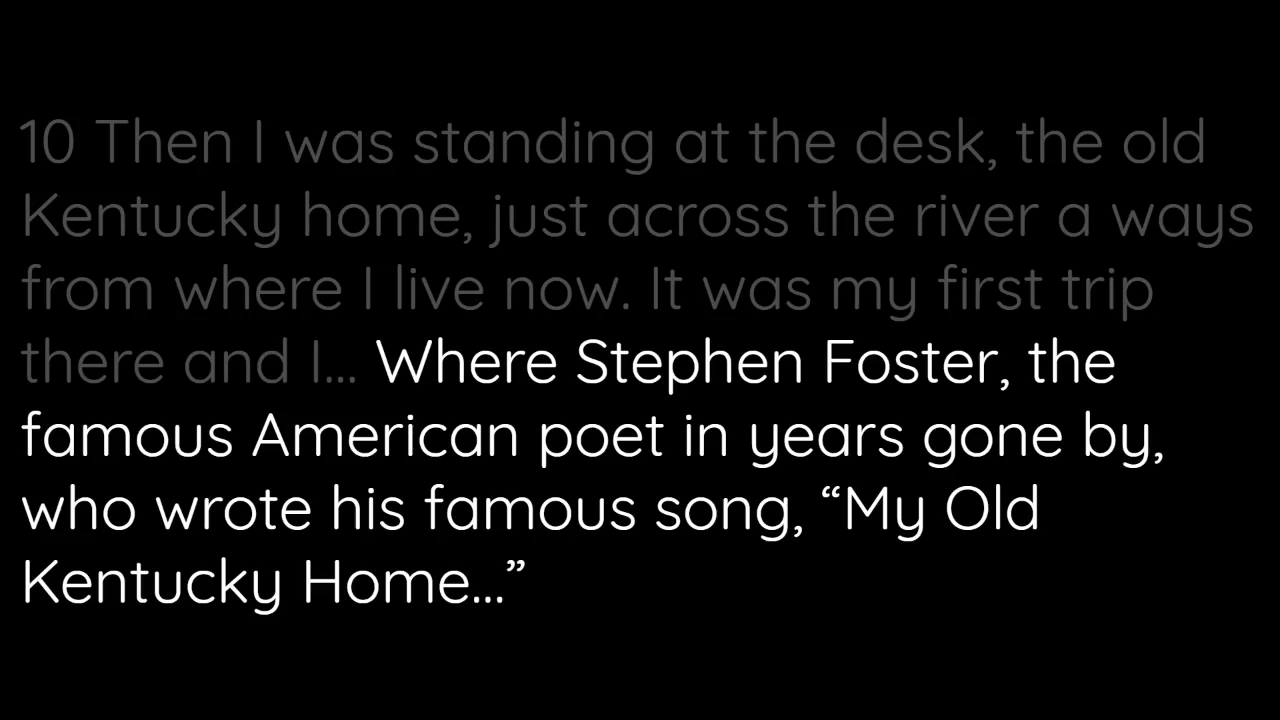 10 Then I was standing at the desk, the old
Kentucky home, just across the river a ways
from where I live now. It was my first trip
there and I... Where Stephen Foster, the
famous American poet in years gone by,
who wrote his famous song, “My Old
Kentucky Home...”